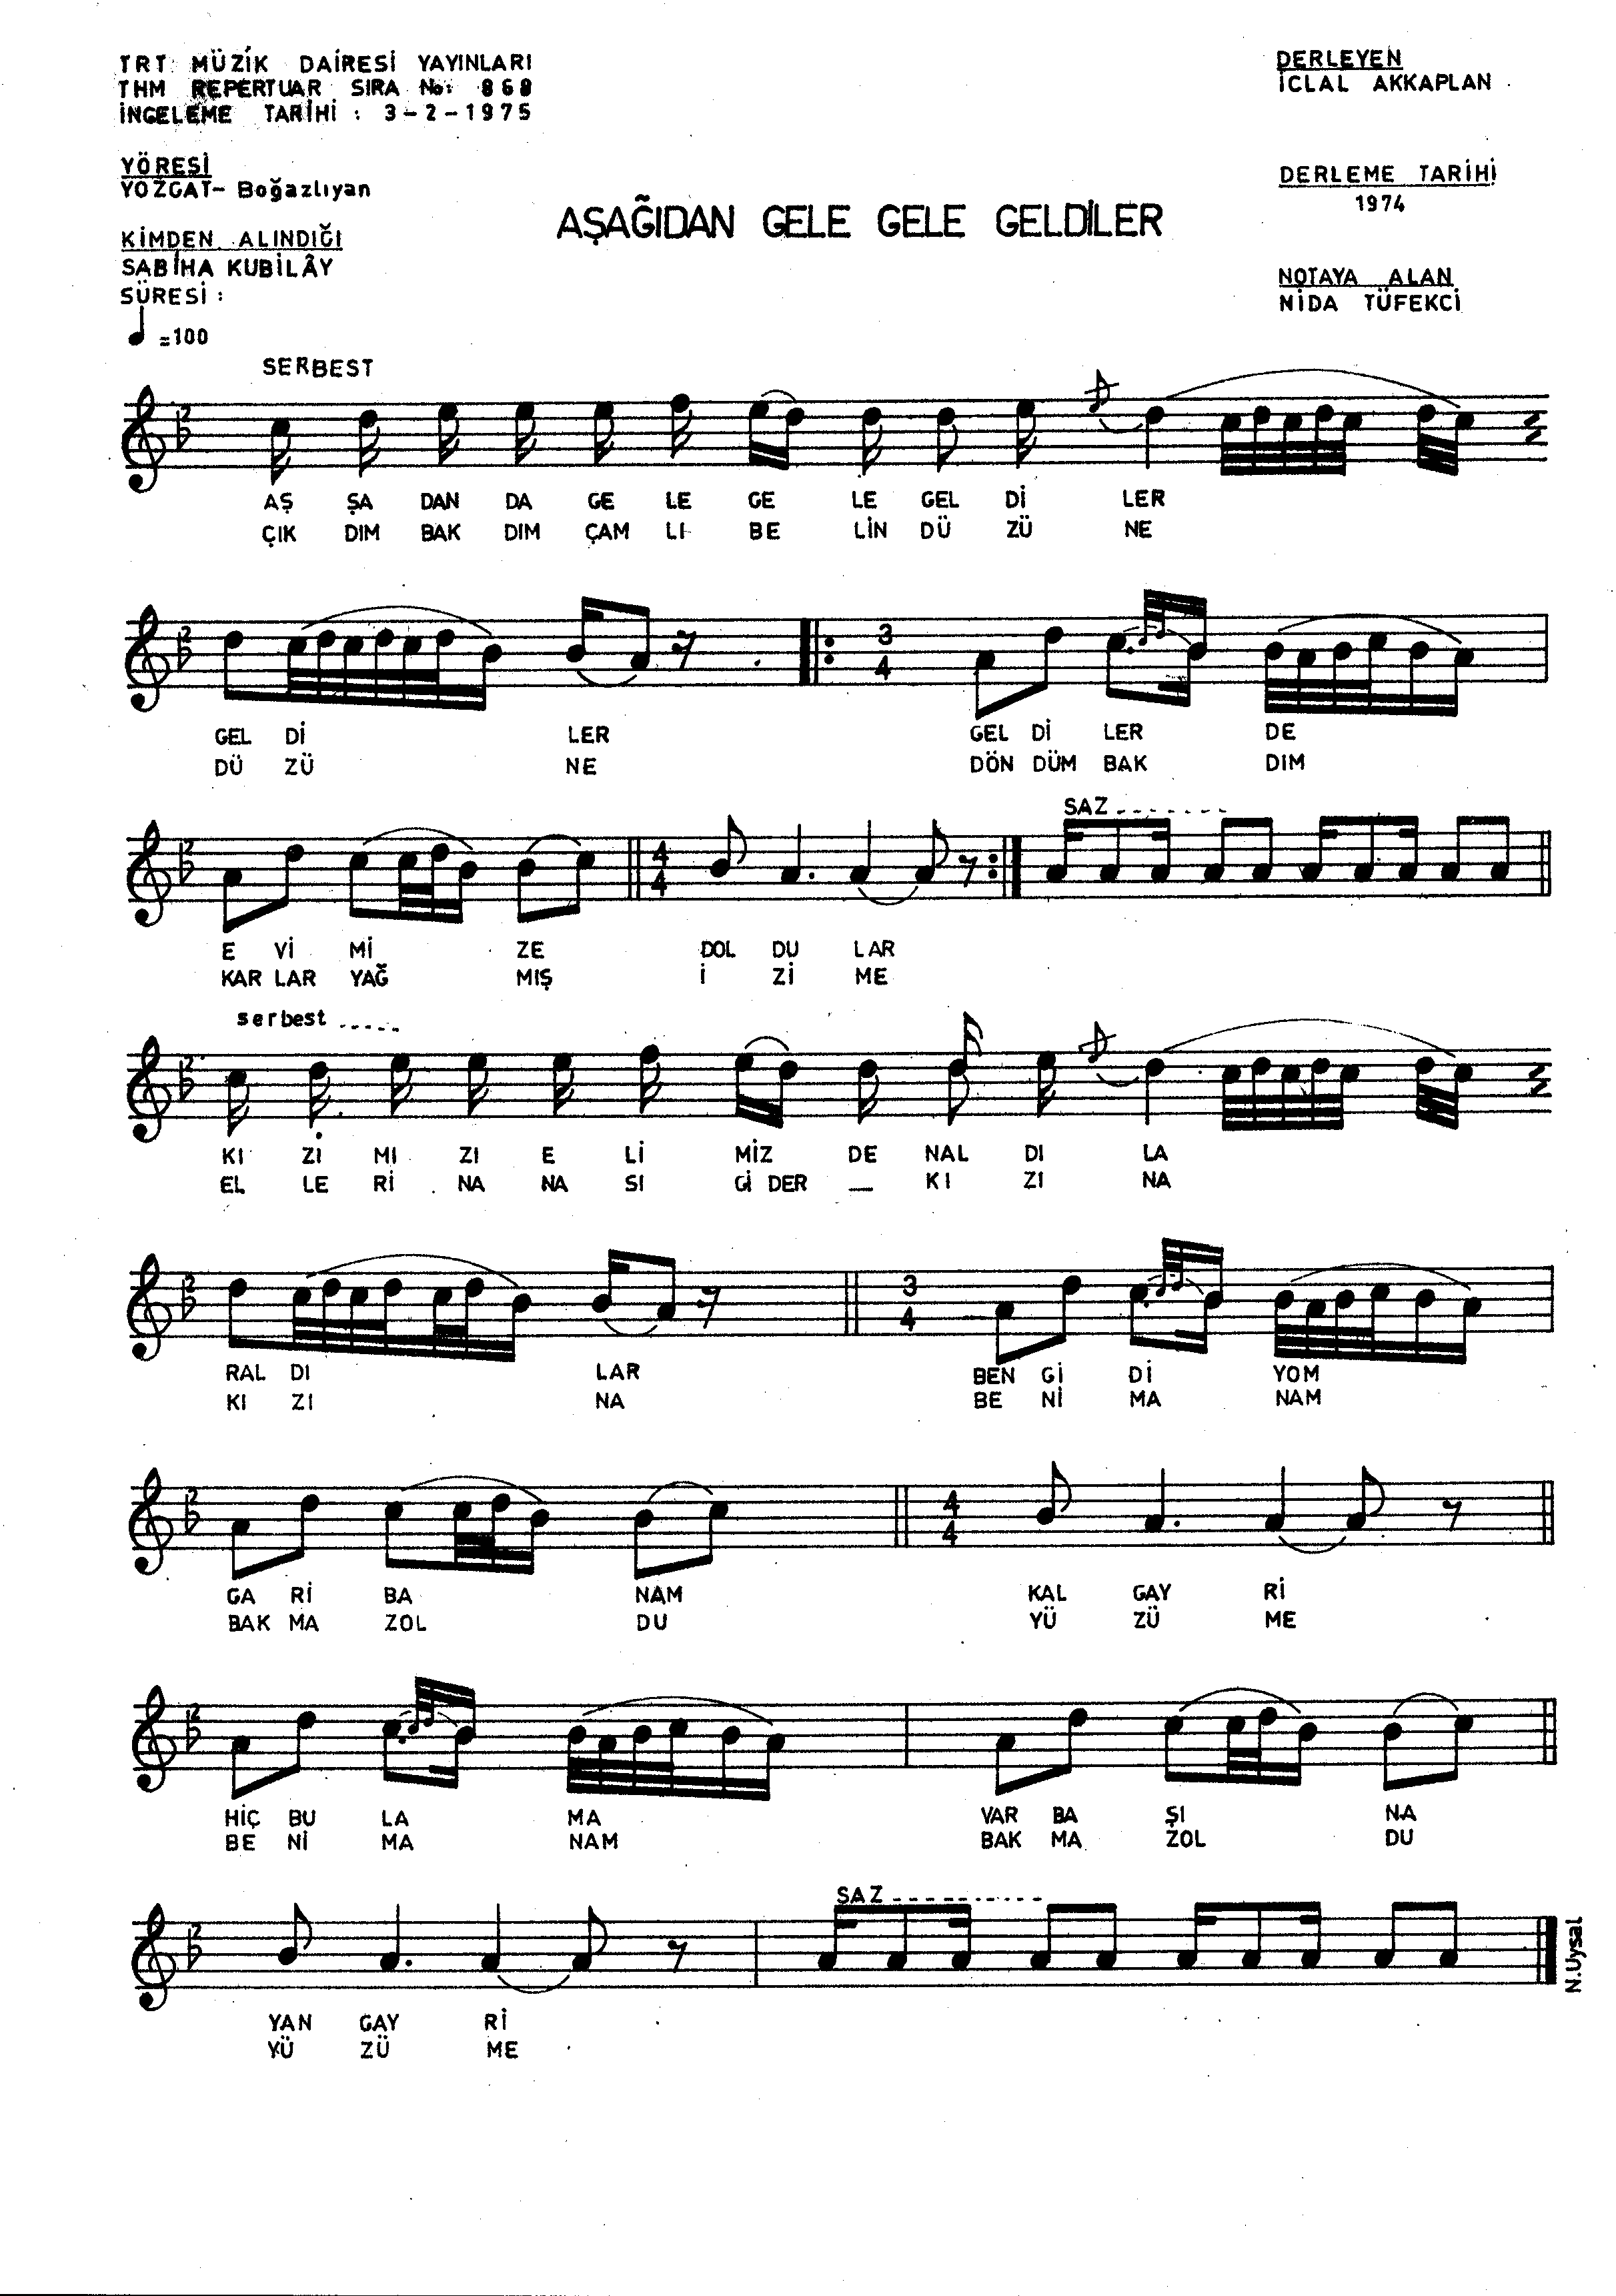 TRT MÜZİK DAİRESİ YAYINLARI
THM REPERTUAR SIRA No: 868
İNCELEME TARİHİ : 3-2-1975
YÖRESİ
YOZGAT- Boğazlıyan
KİMDEN ALINDIĞI
SABİHA KUBİLÂY
SÜRESİ :
=100
DERLEYEN
İCLAL AKKAPLAN
DERLEME TARİHİ
1974
NOTAYA ALAN
NİDA TÜFEKCİ
AŞAĞIDAN GELE GELE GELDİLER
SERBEST
AŞ ŞA DAN DA GE LE GE LE GEL Dİ LER
ÇIK DIM BAK DIM ÇAM LI BE LİN DÜ ZÜ NE
3
4
GEL Dİ LER GEL Dİ LER DE
DÜ ZÜ NE DÖN DÜM BAK DIM
SAZ
4
4
E Vİ Mİ ZE DOL DU LAR
KAR LAR YAĞ MIŞ İ Zİ ME
serbest
KI Zİ MI ZI E Lİ MİZ DE NAL DI LA
EL LE Rİ NA NA SI Gİ DER — KI ZI NA
3
4
RAL DI LAR BEN Gİ Dİ YOM
KI ZI NA BE Nİ MA NAM
4
4
GA Rİ BA NAM KAL GAY Rİ
BAK MA ZOL DU YÜ ZÜ ME
HİÇ BU LA MA VAR BA ŞI NA
BE Nİ MA NAM BAK MA ZOL DU
SAZ
YAN GAY Rİ
YÜ ZÜ ME
N.Uysal